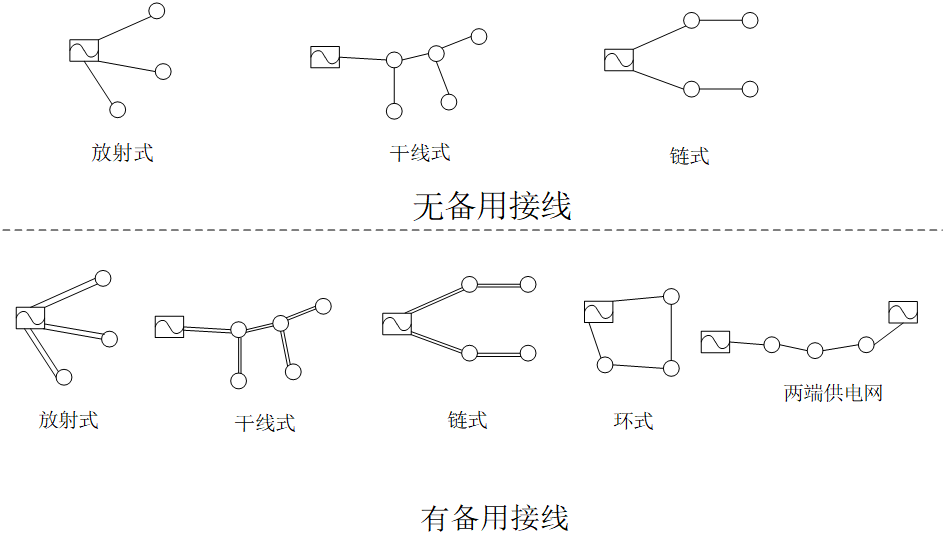 放射式
干线式
链式
无备用接线
放射式
干线式
链式
环式
两端供电网
有备用接线